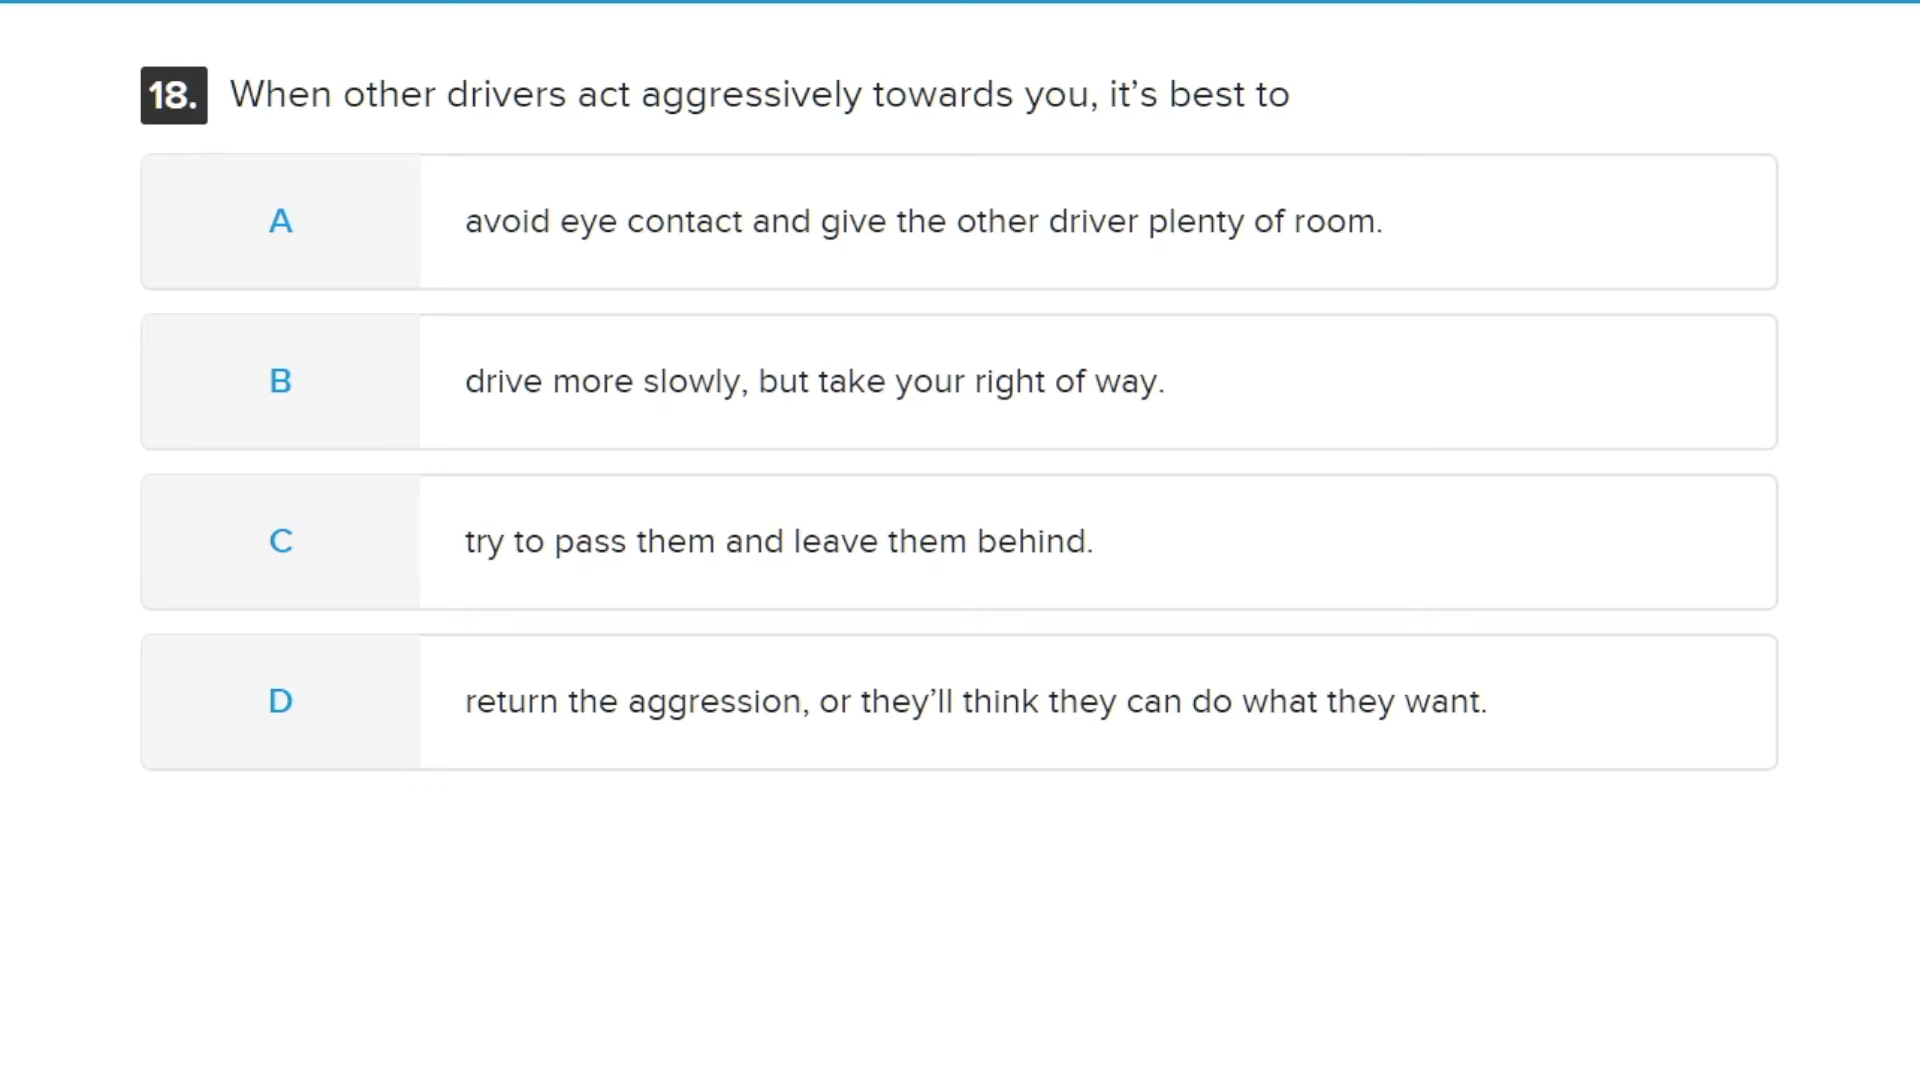 18. When other drivers act aggressively towards you, it’s best to
A avoid eye contact and give the other driver plenty of room.
B drive more slowly, but take your right of way.
C try to pass them and leave them behind.
D return the aggression, or they’ll think they can do what they want.